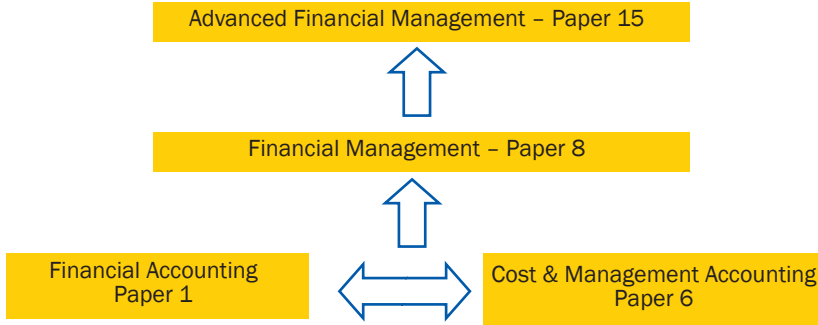 Advanced Financial Management – Paper 15
Financial Management – Paper 8
Financial Accounting
Paper 1
Cost & Management Accounting
Paper 6